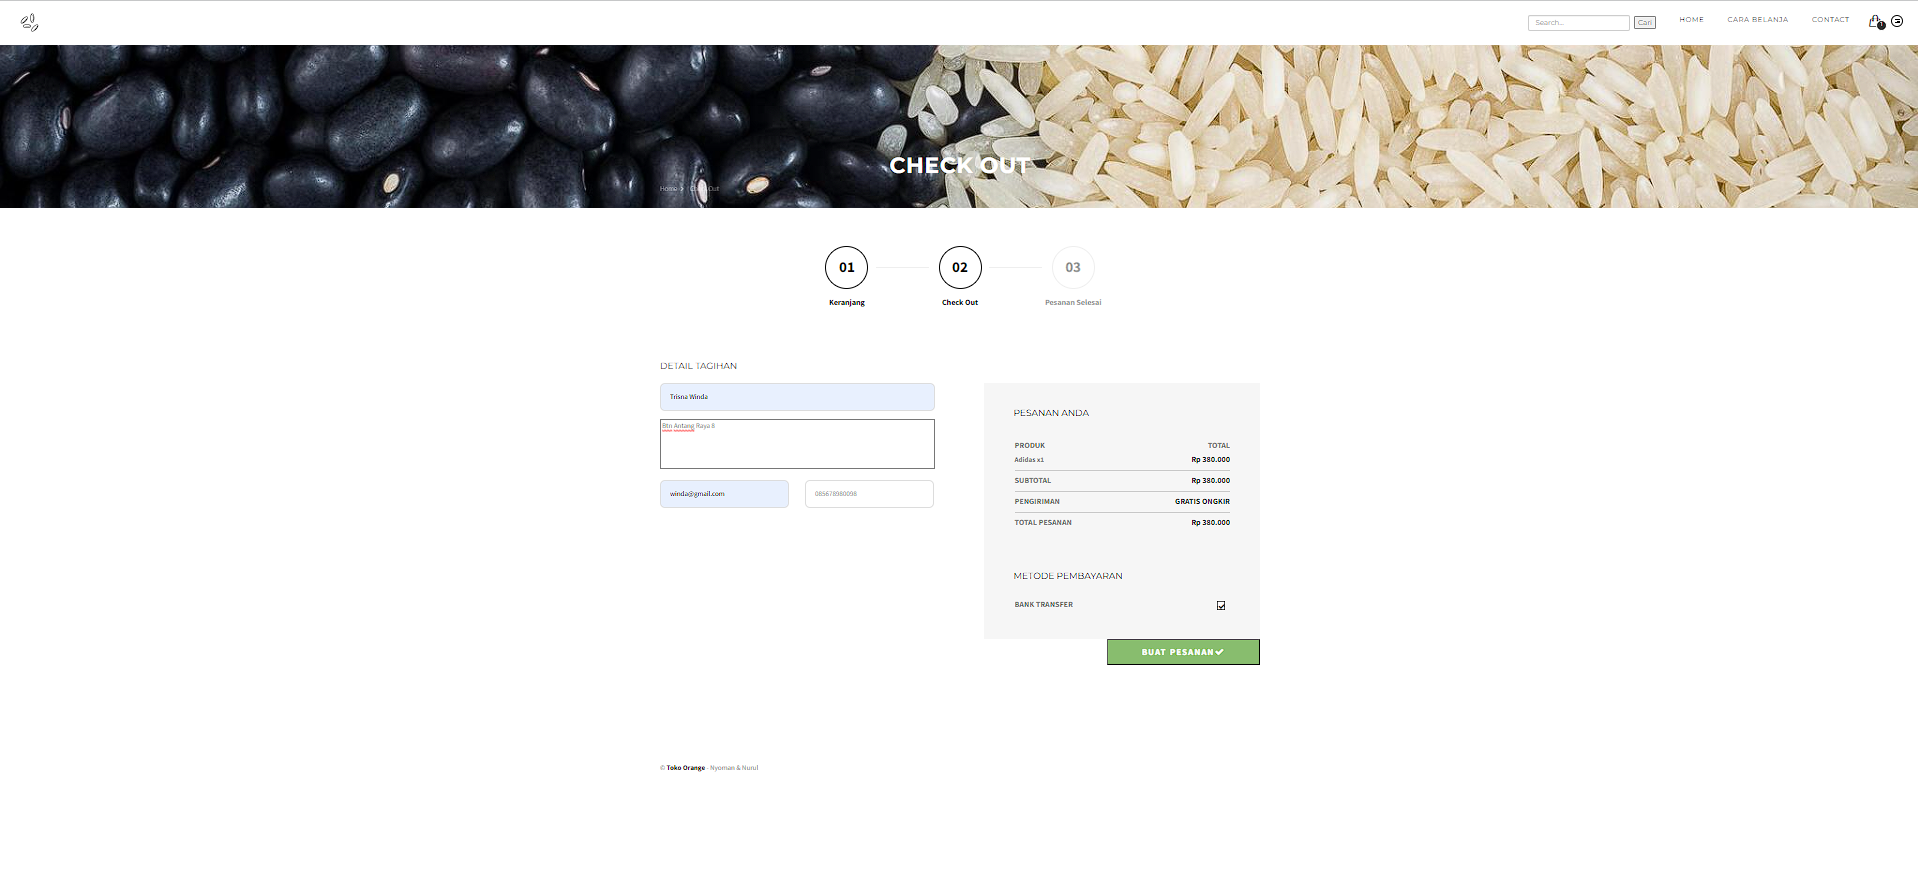 Search...
Cari
HOME
CARA BELANJA
CONTACT
1
CHECK OUT
Home > Check Out
01
02
03
Keranjang
Check Out
Pesanan Selesai
DETAIL TAGIHAN
Trisna Winda
Btn Antang Raya 8
winda@gmail.com
085678980098
PESANAN ANDA
PRODUK TOTAL
Adidas x1 Rp 380.000
SUBTOTAL Rp 380.000
PENGIRIMAN GRATIS ONGKIR
TOTAL PESANAN Rp 380.000
METODE PEMBAYARAN
BANK TRANSFER
BUAT PESANAN
© Toko Orange - Nyoman & Nurul